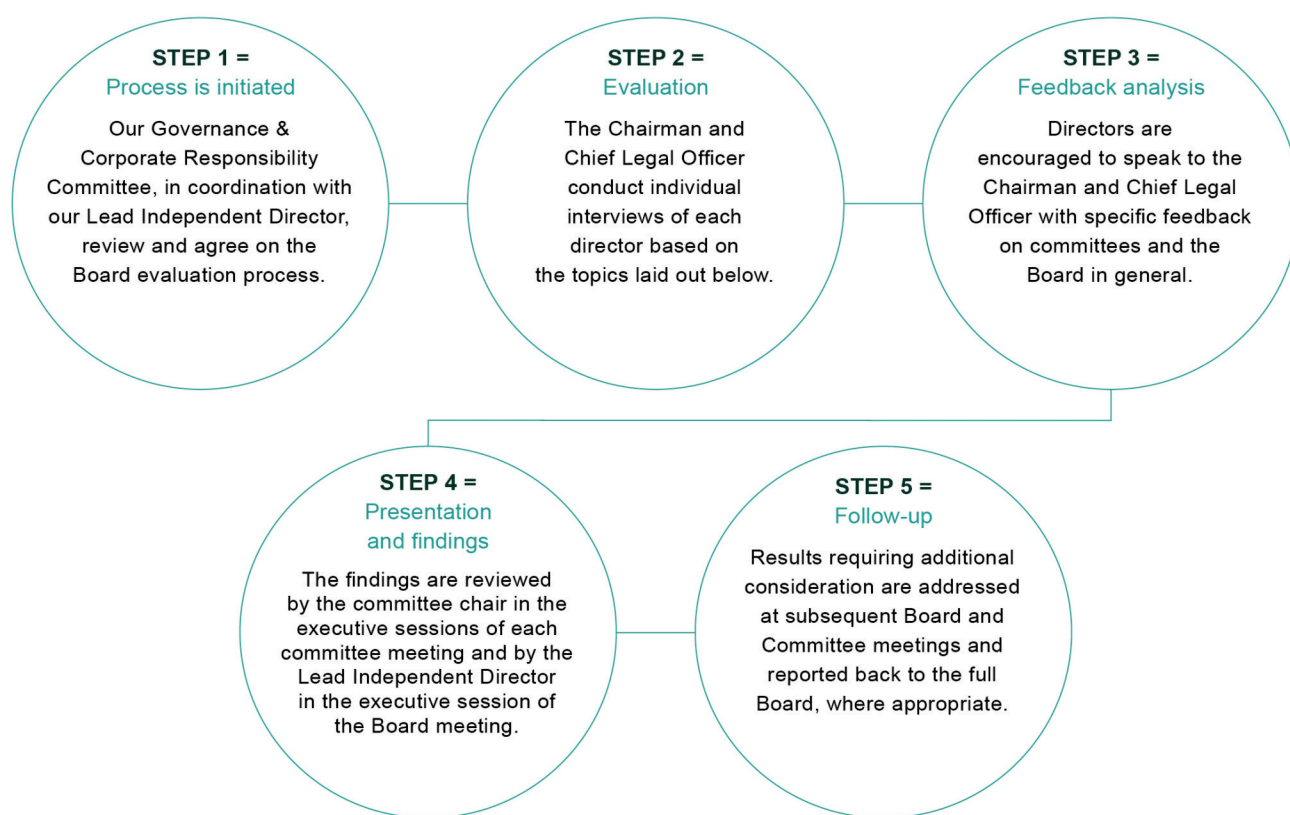 STEP 1 =
Process is initiated
Our Governance &
Corporate Responsibility
Committee, in coordination with
our Lead Independent Director,
review and agree on the
Board evaluation process.
STEP 2 =
Evaluation
The Chairman and
Chief Legal Officer
conduct individual
interviews of each
director based on
the topics laid out below.
STEP 3 =
Feedback analysis
Directors are
encouraged to speak to the
Chairman and Chief Legal
Officer with specific feedback
on committees and the
Board in general.
STEP 4 =
Presentation
and findings
The findings are reviewed
by the committee chair in the
executive sessions of each
committee meeting and by the
Lead Independent Director
in the executive session of
the Board meeting.
STEP 5 =
Follow-up
Results requiring additional
consideration are addressed
at subsequent Board and
Committee meetings and
reported back to the full
Board, where appropriate.